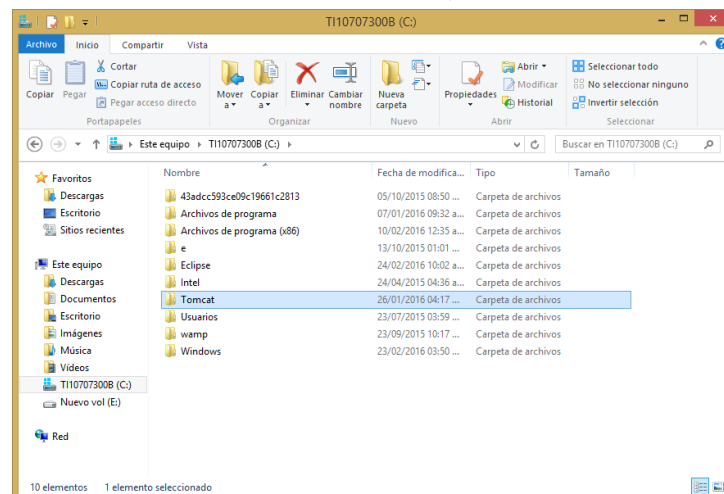 TI10707300B (C:)
Archivo Inicio Compartir Vista
Copiar Pegar Cortar
Copiar ruta de acceso
Pegar acceso directo
Portapapeles
Mover a Copiar a Eliminar Cambiar nombre
Organizar
Nueva carpeta
Nuevo
Propiedades Abrir
Modificar
Historial
Abrir
Seleccionar todo
No seleccionar ninguno
Invertir selección
Seleccionar
Este equipo TI10707300B (C:) Buscar en TI10707300B (C:)
Favoritos
Descargas
Escritorio
Sitios recientes
Este equipo
Descargas
Documentos
Escritorio
Imágenes
Música
Vídeos
TI10707300B (C:)
Nuevo vol (E:)
Red
Nombre Fecha de modifica... Tipo Tamaño
43adcc593ce09c19661c2813 05/10/2015 08:50 ... Carpeta de archivos
Archivos de programa 07/01/2016 09:32 a... Carpeta de archivos
Archivos de programa (x86) 10/02/2016 12:35 a... Carpeta de archivos
e 13/10/2015 01:01 ... Carpeta de archivos
Eclipse 24/02/2016 10:02 a... Carpeta de archivos
Intel 24/04/2015 04:36 a... Carpeta de archivos
Tomcat 26/01/2016 04:17 ... Carpeta de archivos
Usuarios 23/07/2015 03:59 ... Carpeta de archivos
wamp 23/09/2015 10:17 ... Carpeta de archivos
Windows 23/02/2016 03:50 ... Carpeta de archivos
10 elementos 1 elemento seleccionado